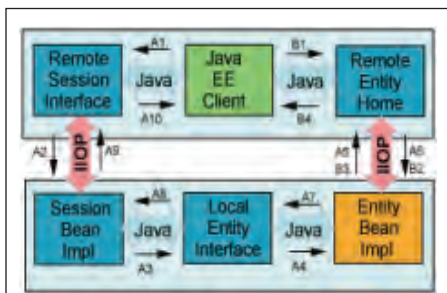 A1
B1
Remote
Session
Interface
Java
Java
EE
Client
Java
Remote
Entity
Home
A10
B4
A2
IIOP
A9
A5
B3
IIOP
A6
B2
A8
A7
Session
Bean
Impl
Java
Local
Entity
Interface
Java
Entity
Bean
Impl
A3
A4